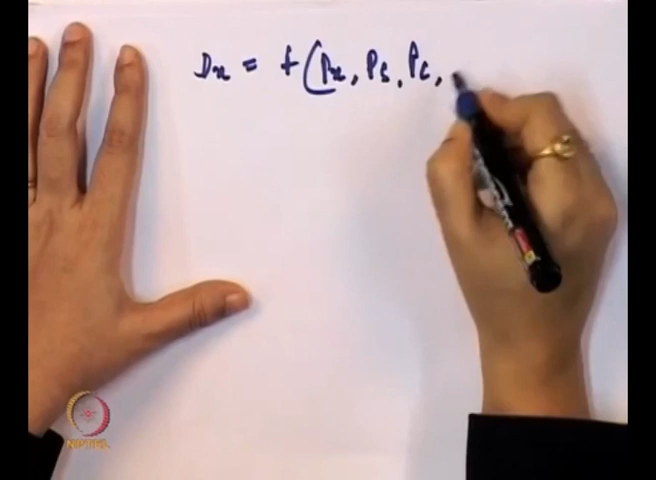 Dx = f (Px, Ps, Pc,
NPTEL